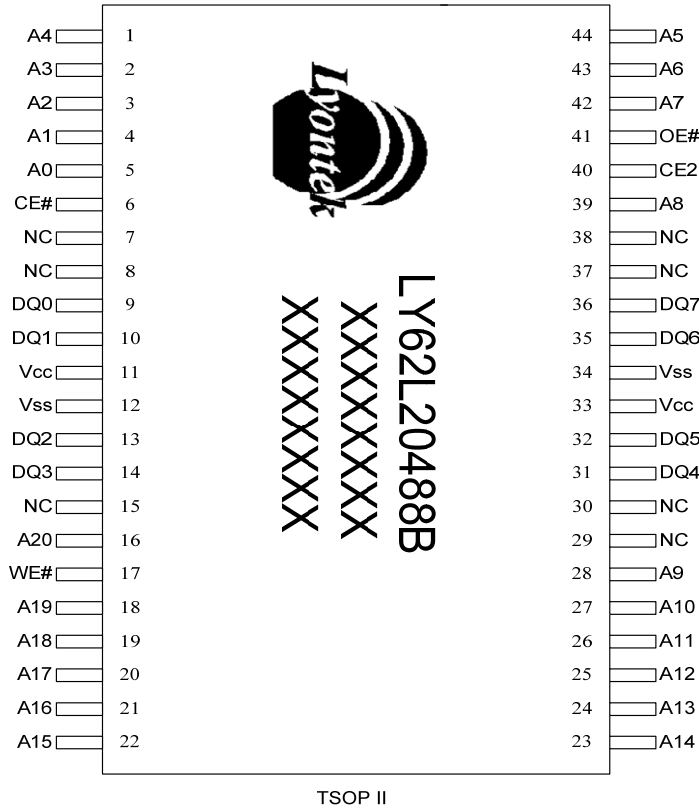 A4 1 44 A5
A3 2 43 A6
A2 3 42 A7
A1 4 41 OE#
A0 5 40 CE2
CE# 6 39 A8
NC 7 38 NC
NC 8 37 NC
DQ0 9 36 DQ7
DQ1 10 35 DQ6
Vcc 11 34 Vss
Vss 12 33 Vcc
DQ2 13 32 DQ5
DQ3 14 31 DQ4
NC 15 30 NC
A20 16 29 NC
WE# 17 28 A9
A19 18 27 A10
A18 19 26 A11
A17 20 25 A12
A16 21 24 A13
A15 22 23 A14
Lyontek
LY62L20488B
XXXXXXXX
XXXXXXXX
TSOP II